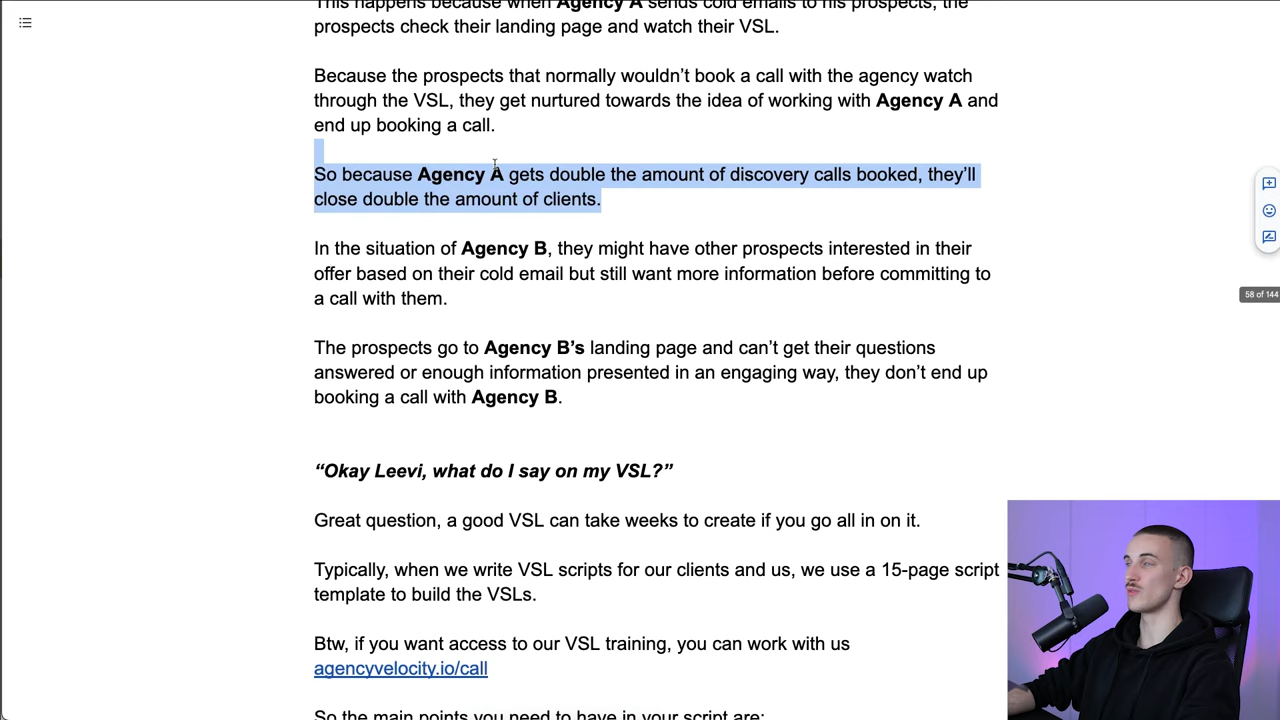 This happens because when Agency A sends cold emails to his prospects, the
prospects check their landing page and watch their VSL.
Because the prospects that normally wouldn’t book a call with the agency watch
through the VSL, they get nurtured towards the idea of working with Agency A and
end up booking a call.
So because Agency A gets double the amount of discovery calls booked, they’ll
close double the amount of clients.
In the situation of Agency B, they might have other prospects interested in their
offer based on their cold email but still want more information before committing to
a call with them.
58 of 144
The prospects go to Agency B’s landing page and can’t get their questions
answered or enough information presented in an engaging way, they don’t end up
booking a call with Agency B.
“Okay Leevi, what do I say on my VSL?”
Great question, a good VSL can take weeks to create if you go all in on it.
Typically, when we write VSL scripts for our clients and us, we use a 15-page script
template to build the VSLs.
Btw, if you want access to our VSL training, you can work with us
agencyvelocity.io/call
So the main points you need to have in your script are: